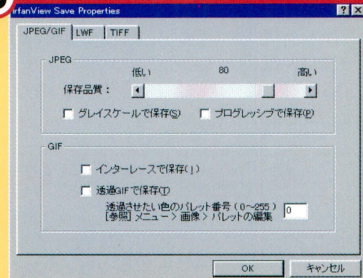 IrfanView Save Properties
JPEG/GIF LWF TIFF
JPEG
低い 80 高い
保存品質：
グレイスケールで保存(S) プログレッシブで保存(P)
GIF
インターレースで保存(I)
透過GIFで保存(T)
透過させたい色のパレット番号（0～255） 0
[参照] メニュー > 画像 > パレットの編集
OK キャンセル